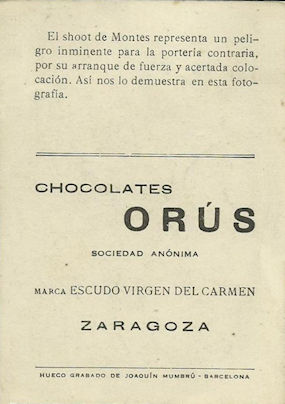 El shoot de Montes representa un peli-
gro inminente para la portería contraria,
por su arranque de fuerza y acertada colo-
cación. Así nos lo demuestra en esta foto-
grafía.
CHOCOLATES
ORÚS
SOCIEDAD ANÓNIMA
MARCA ESCUDO VIRGEN DEL CARMEN
ZARAGOZA
HUECO GRABADO DE JOAQUÍN MUMBRÚ - BARCELONA